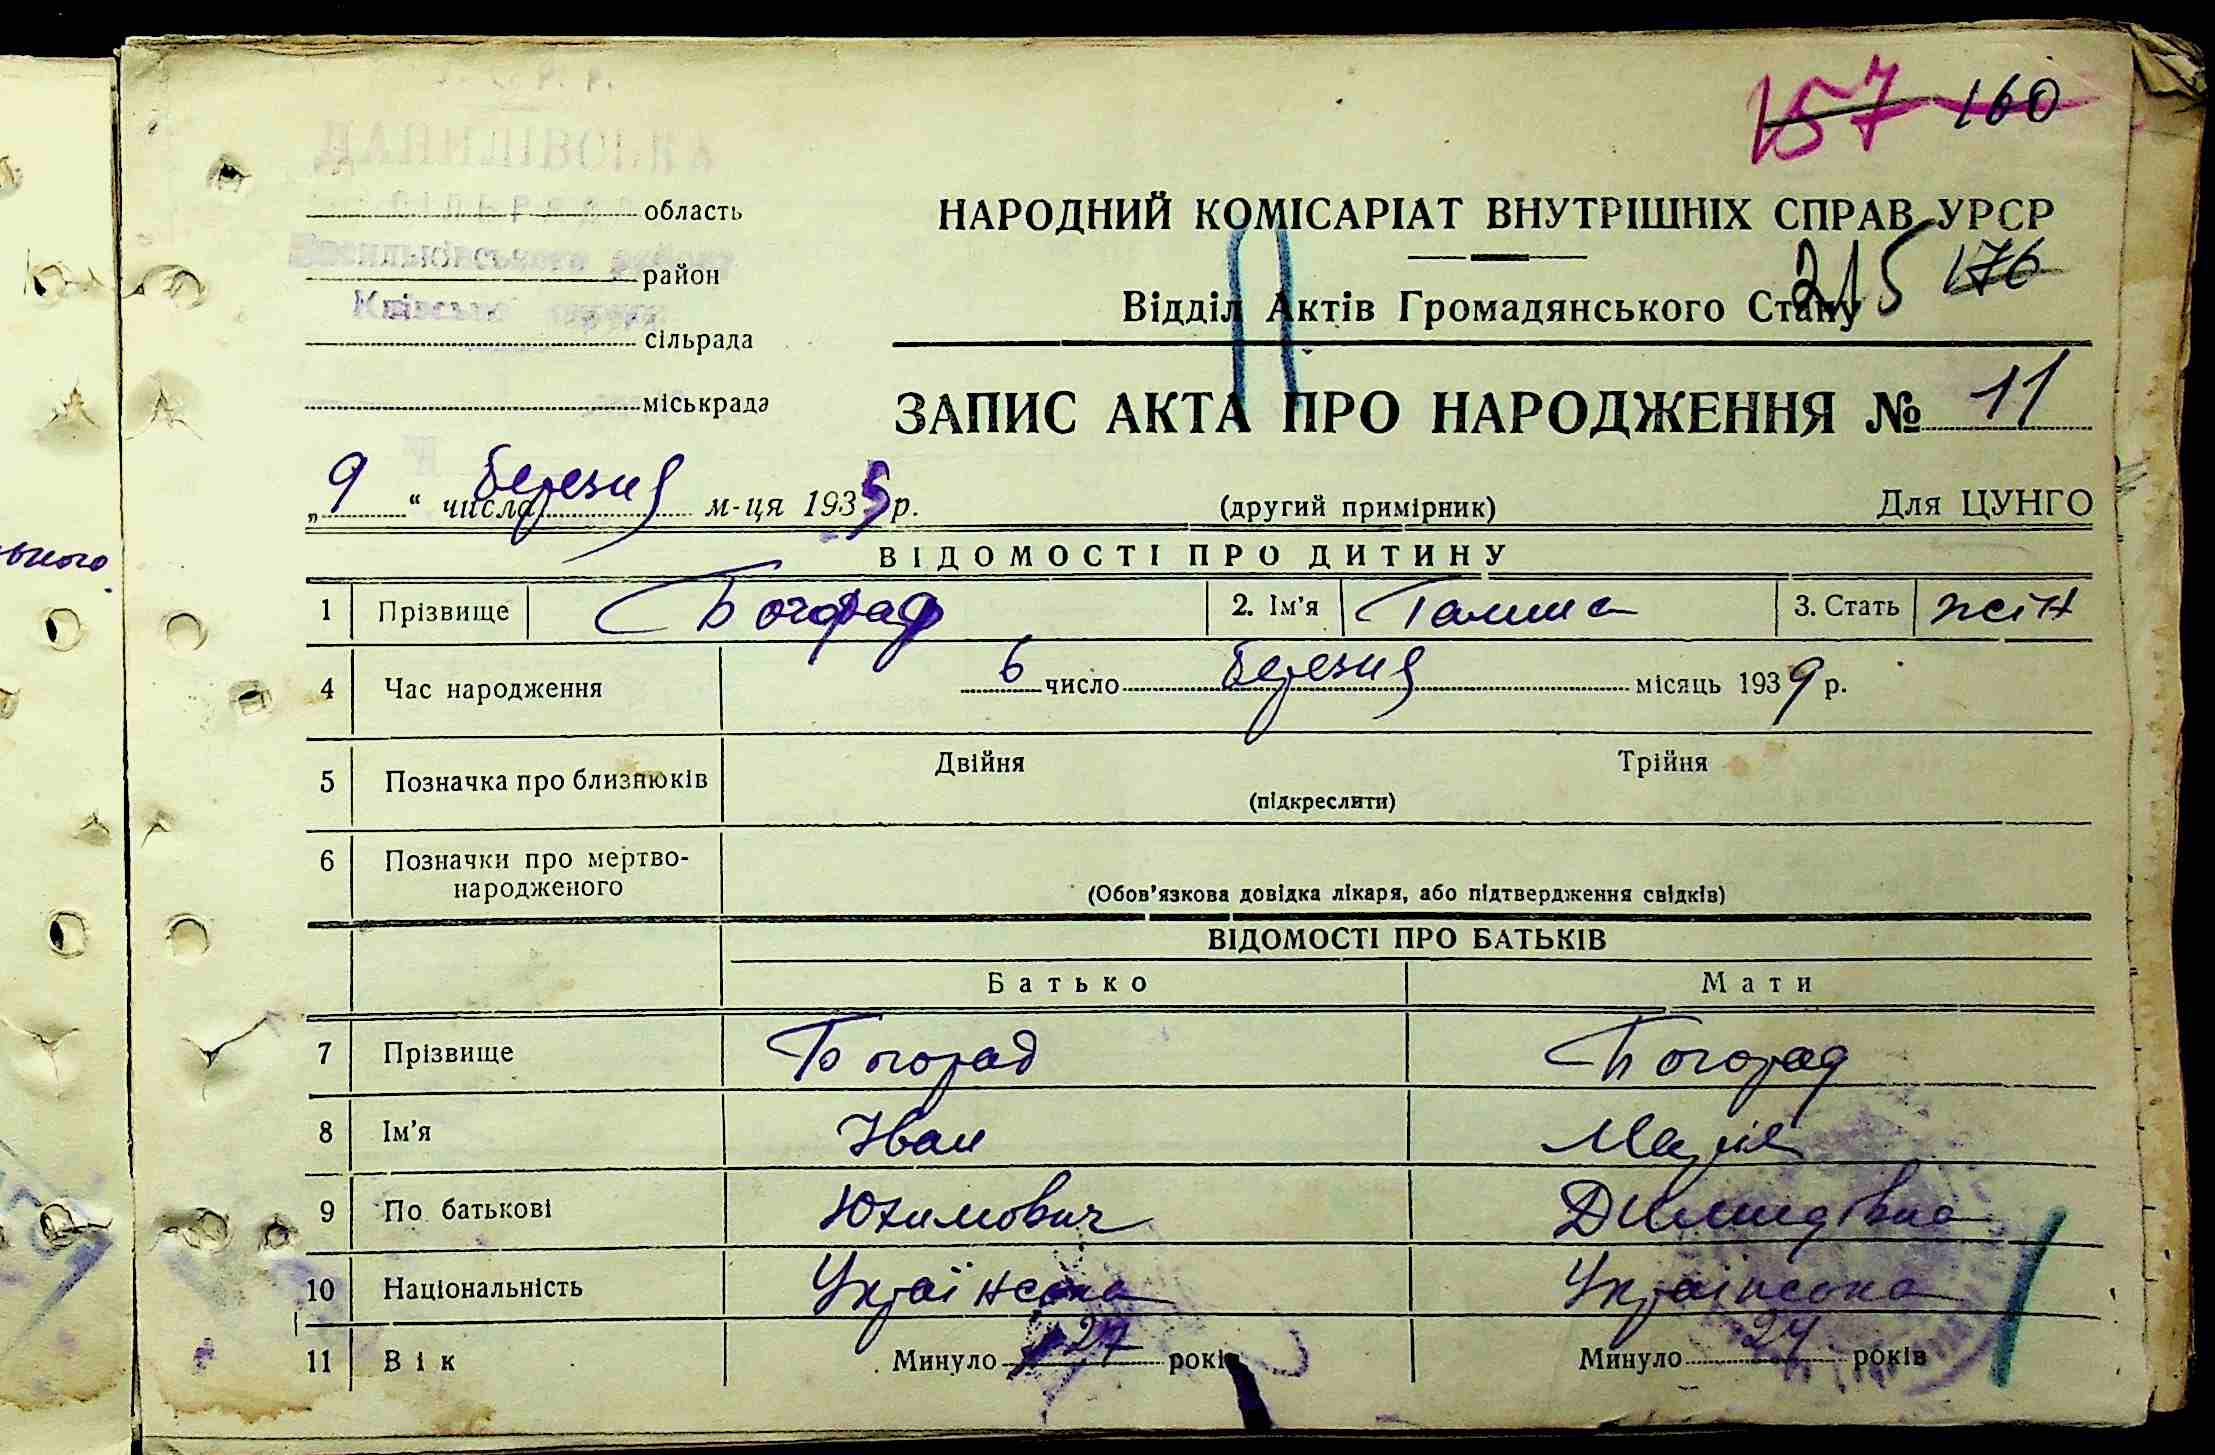 157 160
ДАНИЛІВСЬКА
область
НАРОДНИЙ КОМІСАРІАТ ВНУТРІШНІХ СПРАВ УРСР
район
215 176
Відділ Актів Громадянського Стану
сільрада
міськрада
ЗАПИС АКТА ПРО НАРОДЖЕННЯ № 11
„ 9 “ числа березня м-ця 1939 р.
(другий примірник)
Для ЦУНГО
ВІДОМОСТІ ПРО ДИТИНУ
1 Прізвище Богорад 2. Ім'я Галина 3. Стать жін
4 Час народження 6 число березня місяць 1939 р.
5 Позначка про близнюків Двійня Трійня
(підкреслити)
6 Позначки про мертво-
народженого
(Обов'язкова довідка лікаря, або підтвердження свідків)
ВІДОМОСТІ ПРО БАТЬКІВ
Батько Мати
7 Прізвище Богорад Богорад
8 Ім'я Іван Марія
9 По батькові Юхимович Демидівна
10 Національність Українська Українська
11 Вік Минуло 27 років Минуло 24 років